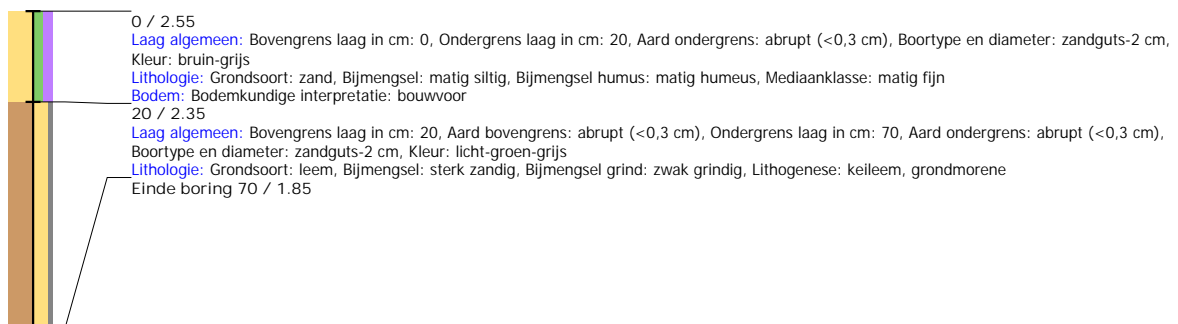 0 / 2.55
Laag algemeen: Bovengrens laag in cm: 0, Ondergrens laag in cm: 20, Aard ondergrens: abrupt (<0,3 cm), Boortype en diameter: zandguts-2 cm,
Kleur: bruin-grijs
Lithologie: Grondsoort: zand, Bijmengsel: matig siltig, Bijmengsel humus: matig humeus, Mediaanklasse: matig fijn
Bodem: Bodemkundige interpretatie: bouwvoor
20 / 2.35
Laag algemeen: Bovengrens laag in cm: 20, Aard bovengrens: abrupt (<0,3 cm), Ondergrens laag in cm: 70, Aard ondergrens: abrupt (<0,3 cm),
Boortype en diameter: zandguts-2 cm, Kleur: licht-groen-grijs
Lithologie: Grondsoort: leem, Bijmengsel: sterk zandig, Bijmengsel grind: zwak grindig, Lithogenese: keileem, grondmorene
Einde boring 70 / 1.85